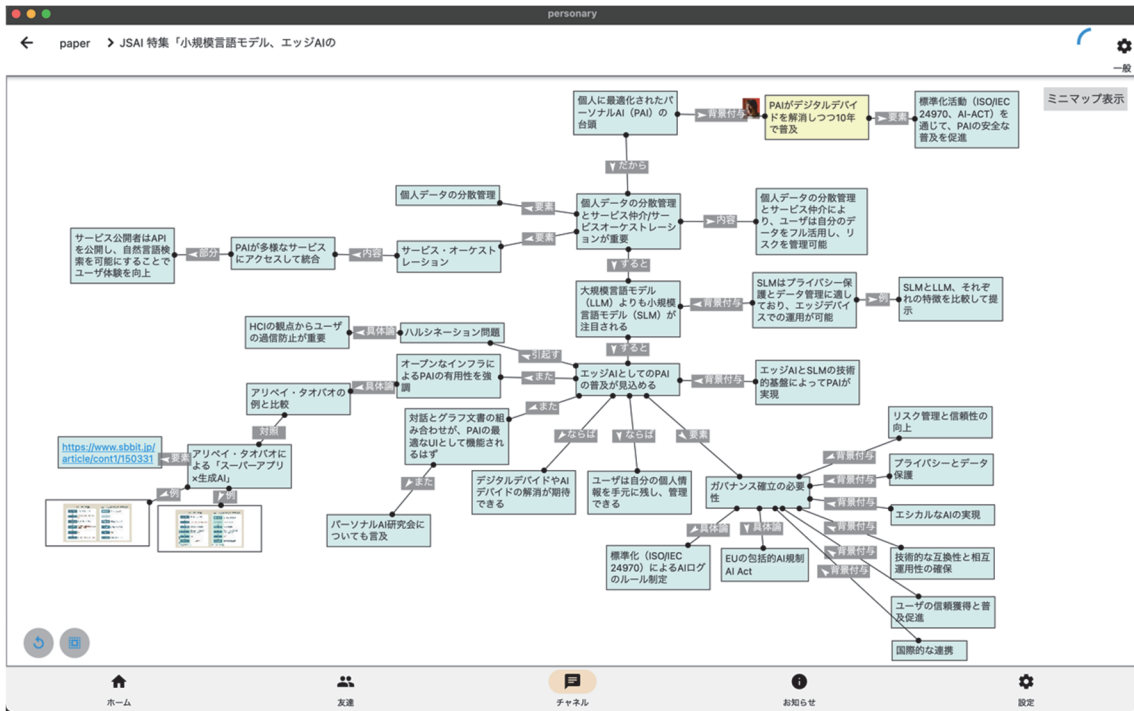 personary
paper
JSAI 特集「小規模言語モデル、エッジAIの
一般
ミニマップ表示
個人に最適化されたパ
ーソナルAI（PAI）の
台頭
背景付与
PAIがデジタルデバイ
ドを解消しつつ10年
で普及
要素
標準化活動（ISO/IEC
24970、AI-ACT）を
通じて、PAIの安全な
普及を促進
だから
個人データの分散管理
要素
個人データの分散管理
とサービス仲介/サー
ビスオーケストレーシ
ョンが重要
内容
個人データの分散管理
とサービス仲介によ
り、ユーザは自分のデ
ータをフル活用し、リ
スクを管理可能
サービス公開者はAPI
を公開し、自然言語検
索を可能にすることで
ユーザ体験を向上
部分
PAIが多様なサービス
にアクセスして統合
内容
サービス・オーケスト
レーション
要素
すると
大規模言語モデル
（LLM）よりも小規模
言語モデル（SLM）が
注目される
背景付与
SLMはプライバシー保
護とデータ管理に適し
ており、エッジデバイ
スでの運用が可能
例
SLMとLLM、それぞ
れの特徴を比較して提
示
すると
HCIの観点からユーザ
の過信防止が重要
具体論
ハルシネーション問題
引起す
オープンなインフラに
よるPAIの有用性を強
調
また
エッジAIとしてのPAI
の普及が見込める
背景付与
エッジAIとSLMの技術
的基盤によってPAIが
実現
アリペイ・タオバオの
例と比較
具体論
対照
対話とグラフ文書の組
み合わせが、PAIの最
適なUIとして機能され
るはず
また
ならば
ならば
要素
https://www.sbbit.jp/
article/cont1/150331
要素
アリペイ・タオバオに
よる「スーパーアプリ
×生成AI」
例
例
また
パーソナルAI研究会に
ついても言及
デジタルデバイドやAI
デバイドの解消が期待
できる
ユーザは自分の個人情
報を手元に残し、管理
できる
ガバナンス確立の必要
性
背景付与
リスク管理と信頼性の
向上
背景付与
プライバシーとデータ
保護
背景付与
エシカルなAIの実現
背景付与
技術的な互換性と相互
運用性の確保
背景付与
ユーザの信頼獲得と普
及促進
背景付与
国際的な連携
具体論
標準化（ISO/IEC
24970）によるAIログ
のルール制定
具体論
EUの包括的AI規制
AI Act
ホーム
友達
チャネル
お知らせ
設定